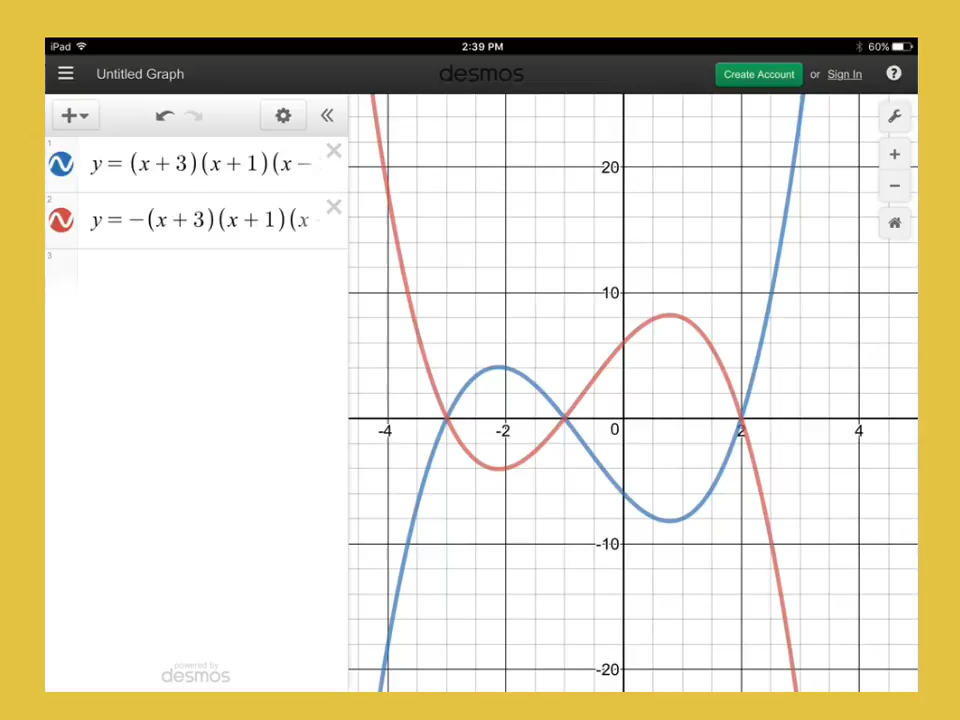 iPad 2:39 PM 60%
Untitled Graph desmos Create Account or Sign In ?
1
y = (x + 3)(x + 1)(x −
2
y = −(x + 3)(x + 1)(x
3
20
10
-4 -2 0 2 4
-10
-20
powered by
desmos